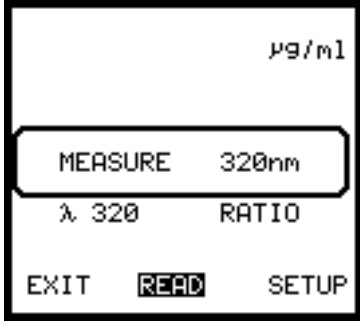 µg/ml
MEASURE 320nm
λ 320 RATIO
EXIT READ SETUP